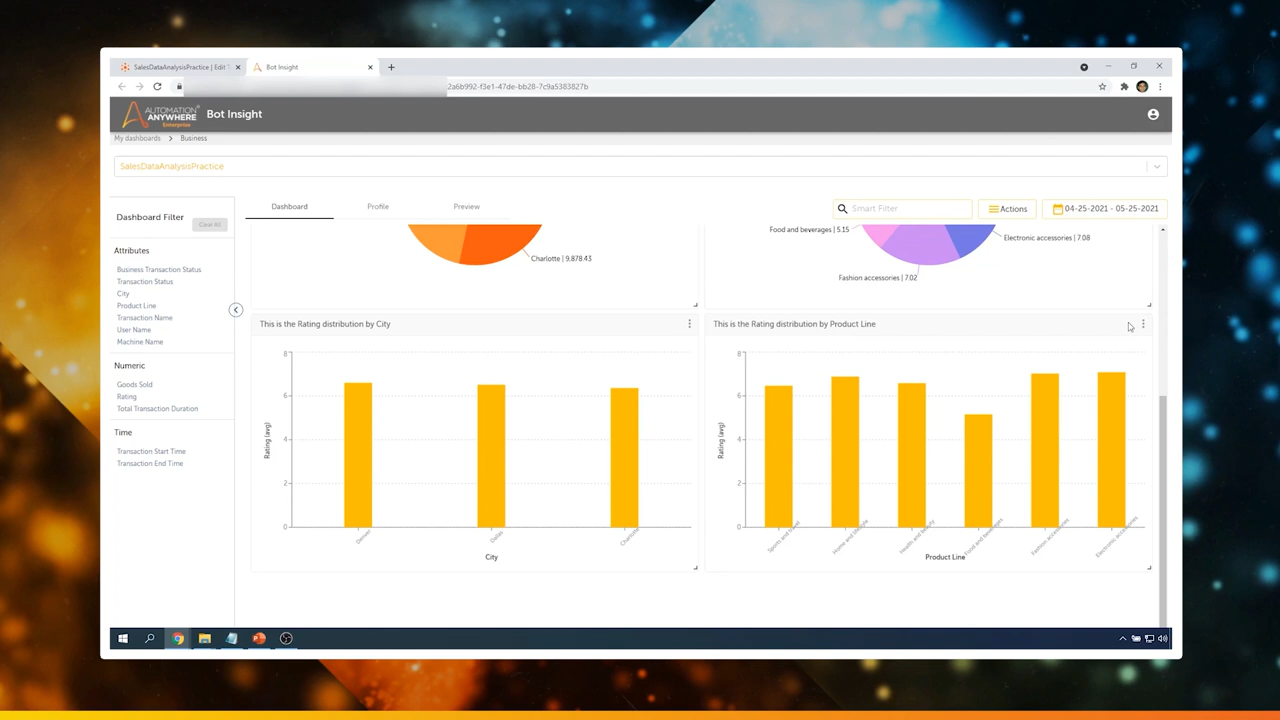 SalesDataAnalysisPractice | Edit T
Bot Insight
2a6b992-f3e1-47de-bb28-7c9a5383827b
AUTOMATION
ANYWHERE
Enterprise
Bot Insight
My dashboards > Business
SalesDataAnalysisPractice
Dashboard Filter
Clear All
Attributes
Business Transaction Status
Transaction Status
City
Product Line
Transaction Name
User Name
Machine Name
Numeric
Goods Sold
Rating
Total Transaction Duration
Time
Transaction Start Time
Transaction End Time
Dashboard
Profile
Preview
Smart Filter
Actions
04-25-2021 - 05-25-2021
Charlotte | 9,878.43
Food and beverages | 5.15
Electronic accessories | 7.08
Fashion accessories | 7.02
This is the Rating distribution by City
8
6
4
2
0
Rating (avg)
Denver
Dallas
Charlotte
City
This is the Rating distribution by Product Line
8
6
4
2
0
Rating (avg)
Sports and travel
Home and lifestyle
Health and beauty
Food and beverages
Fashion accessories
Electronic accessories
Product Line